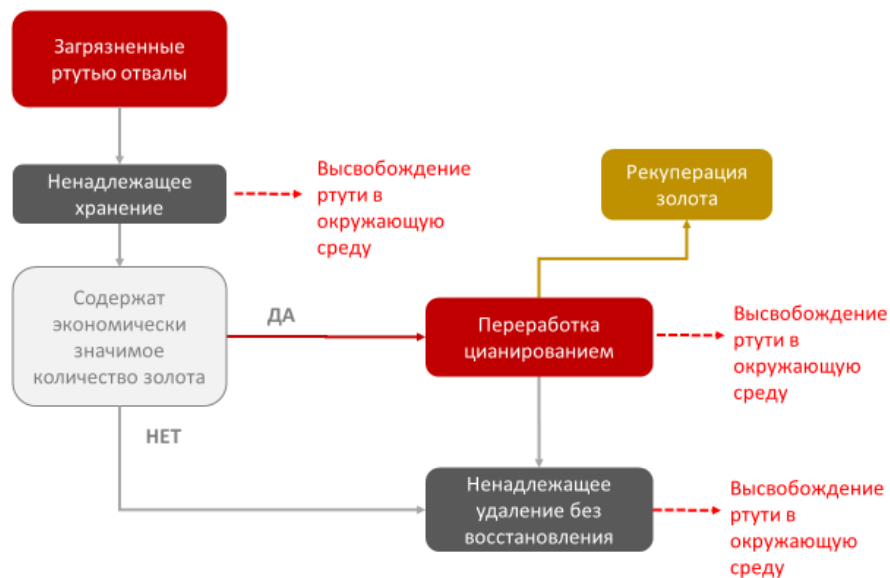 Загрязненные
ртутью отвалы
Ненадлежащее
хранение
Высвобождение
ртути в
окружающую
среду
Рекуперация
золота
Содержат
экономически
значимое
количество золота
ДА
Переработка
цианированием
Высвобождение
ртути в
окружающую
среду
НЕТ
Ненадлежащее
удаление без
восстановления
Высвобождение
ртути в
окружающую
среду